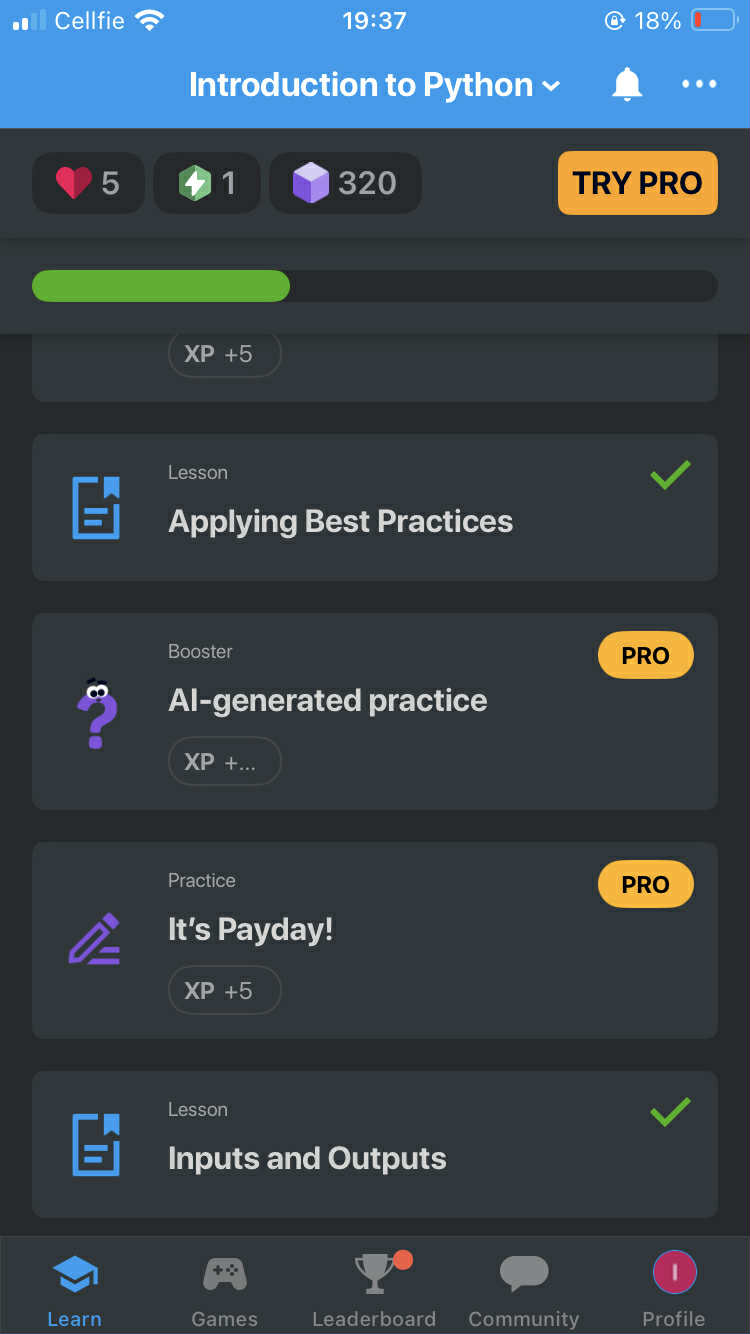 Cellfie 19:37 18%
Introduction to Python
5 1 320 TRY PRO
XP +5
Lesson
Applying Best Practices
Booster
PRO
AI-generated practice
XP +...
Practice
PRO
It’s Payday!
XP +5
Lesson
Inputs and Outputs
I
Learn Games Leaderboard Community Profile